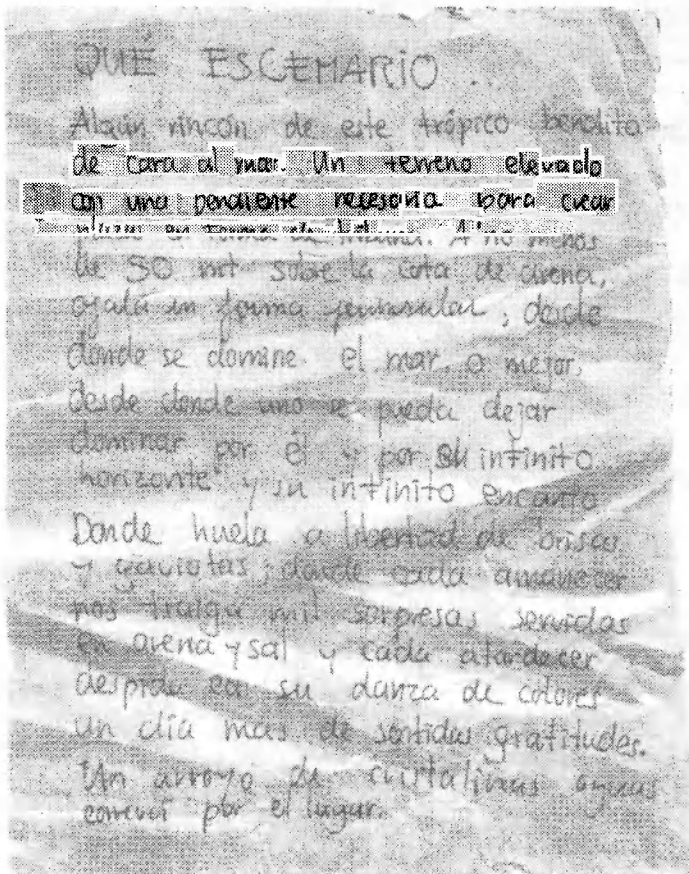 QUÉ ESCENARIO ...
Algún rincón de este trópico bendito
de cara al mar. Un terreno elevado
con una pendiente necesaria para crear
en forma de A no menos
de 50 mt sobre la cota de arena,
ojalá en forma peninsular, desde
donde se domine el mar, o mejor,
desde donde uno se pueda dejar
dominar por él y por su infinito
horizonte y su infinito encanto
Donde huela a libertad de brisas
y gaviotas; donde cada amanecer
nos traiga mil sorpresas servidas
en arena y sal y cada atardecer
despida con su danza de colores
un día mas de sentidas gratitudes.
Un arroyo de cristalinas aguas
correrá por el lugar.